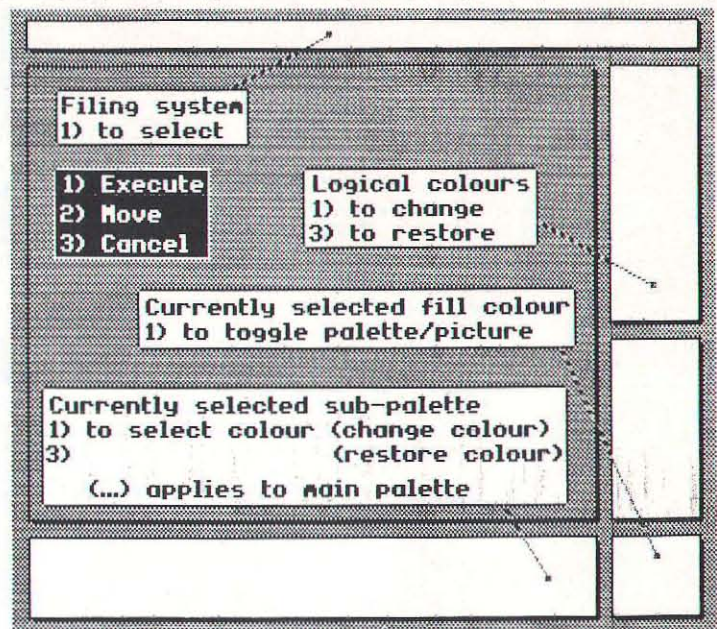 Filing system
1) to select
1) Execute
2) Move
3) Cancel
Logical colours
1) to change
3) to restore
Currently selected fill colour
1) to toggle palette/picture
Currently selected sub-palette
1) to select colour (change colour)
3) (restore colour)
(...) applies to main palette